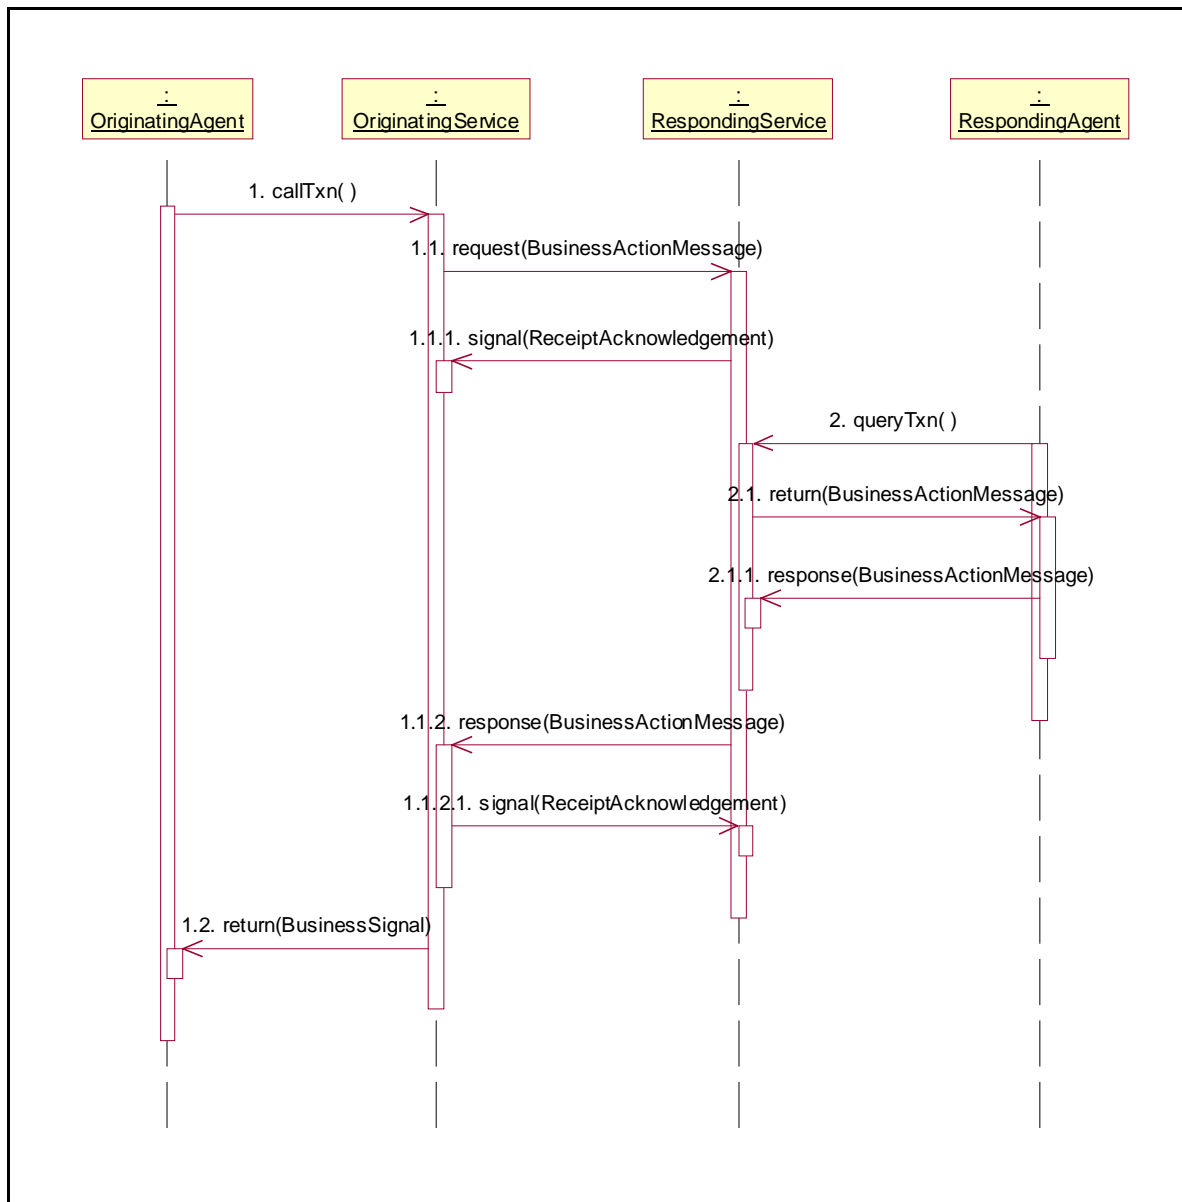 :
OriginatingAgent
:
OriginatingService
:
RespondingService
:
RespondingAgent
1. callTxn( )
1.1. request(BusinessActionMessage)
1.1.1. signal(ReceiptAcknowledgement)
2. queryTxn( )
2.1. return(BusinessActionMessage)
2.1.1. response(BusinessActionMessage)
1.1.2. response(BusinessActionMessage)
1.1.2.1. signal(ReceiptAcknowledgement)
1.2. return(BusinessSignal)